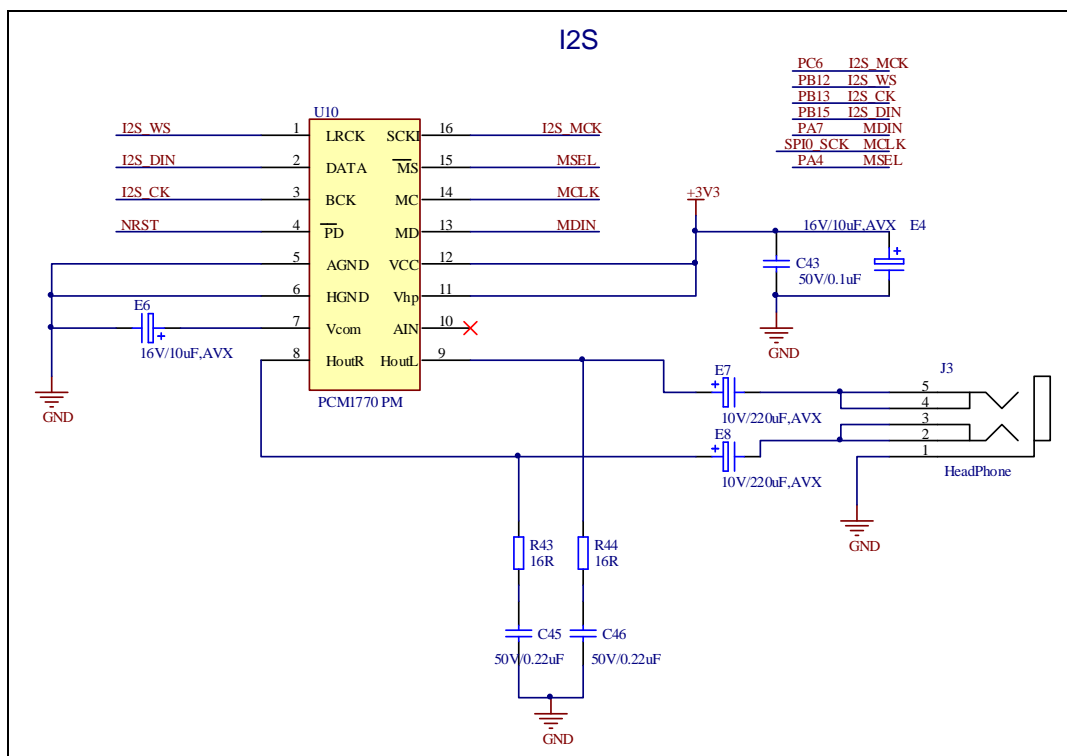 I2S
PC6 I2S_MCK
PB12 I2S_WS
PB13 I2S_CK
PB15 I2S_DIN
PA7 MDIN
SPI0_SCK MCLK
PA4 MSEL
U10
I2S_WS 1 LRCK SCKI 16 I2S_MCK
I2S_DIN 2 DATA MS 15 MSEL
I2S_CK 3 BCK MC 14 MCLK
NRST 4 PD MD 13 MDIN
5 AGND VCC 12
6 HGND Vhp 11
7 Vcom AIN 10
8 HoutR HoutL 9
PCM1770 PM
E6
16V/10uF,AVX
GND
+3V3
16V/10uF,AVX E4
C43
50V/0.1uF
GND
E7
10V/220uF,AVX
E8
10V/220uF,AVX
J3
5
4
3
2
1
HeadPhone
GND
R43
16R
R44
16R
C45
50V/0.22uF
C46
50V/0.22uF
GND